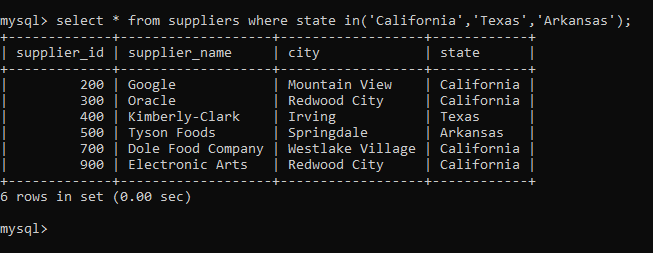 mysql> select * from suppliers where state in('California','Texas','Arkansas');
+-------------+-------------------+------------------+------------+
| supplier_id | supplier_name     | city             | state      |
+-------------+-------------------+------------------+------------+
|         200 | Google            | Mountain View    | California |
|         300 | Oracle            | Redwood City     | California |
|         400 | Kimberly-Clark    | Irving           | Texas      |
|         500 | Tyson Foods       | Springdale       | Arkansas   |
|         700 | Dole Food Company | Westlake Village | California |
|         900 | Electronic Arts   | Redwood City     | California |
+-------------+-------------------+------------------+------------+
6 rows in set (0.00 sec)
mysql>